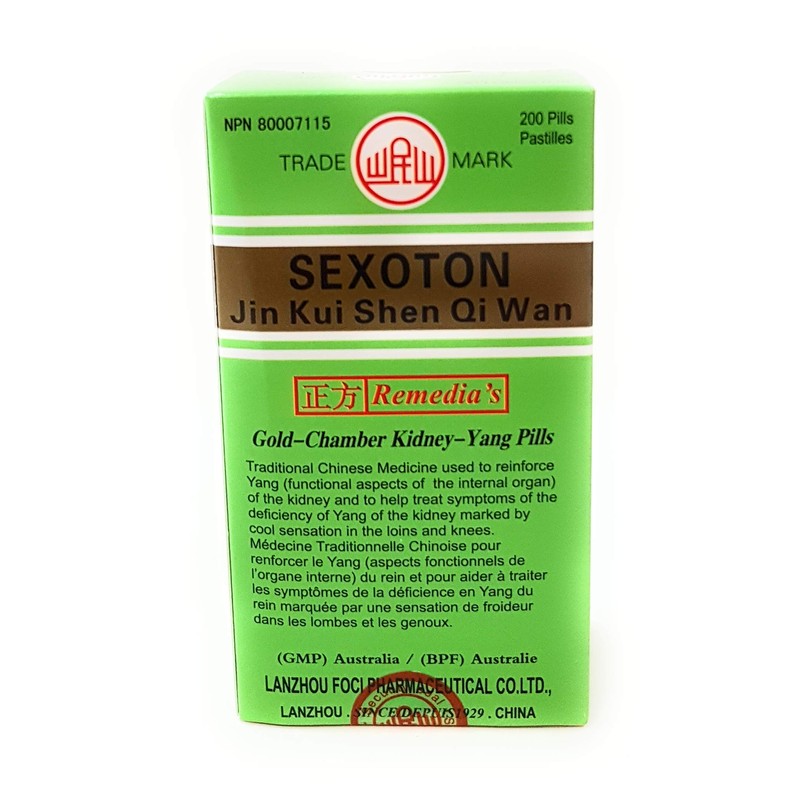 NPN 80007115
200 Pills
Pastilles
TRADE MARK
SEXOTON
Jin Kui Shen Qi Wan
正方 Remedia's
Gold–Chamber Kidney–Yang Pills
Traditional Chinese Medicine used to reinforce
Yang (functional aspects of the internal organ)
of the kidney and to help treat symptoms of the
deficiency of Yang of the kidney marked by
cool sensation in the loins and knees.
Médecine Traditionnelle Chinoise pour
renforcer le Yang (aspects fonctionnels de
l'organe interne) du rein et pour aider à traiter
les symptômes de la déficience en Yang du
rein marquée par une sensation de froideur
dans les lombes et les genoux.
(GMP) Australia / (BPF) Australie
LANZHOU FOCI PHARMACEUTICAL CO.LTD.,
LANZHOU . SINCE/DEPUIS1929 . CHINA